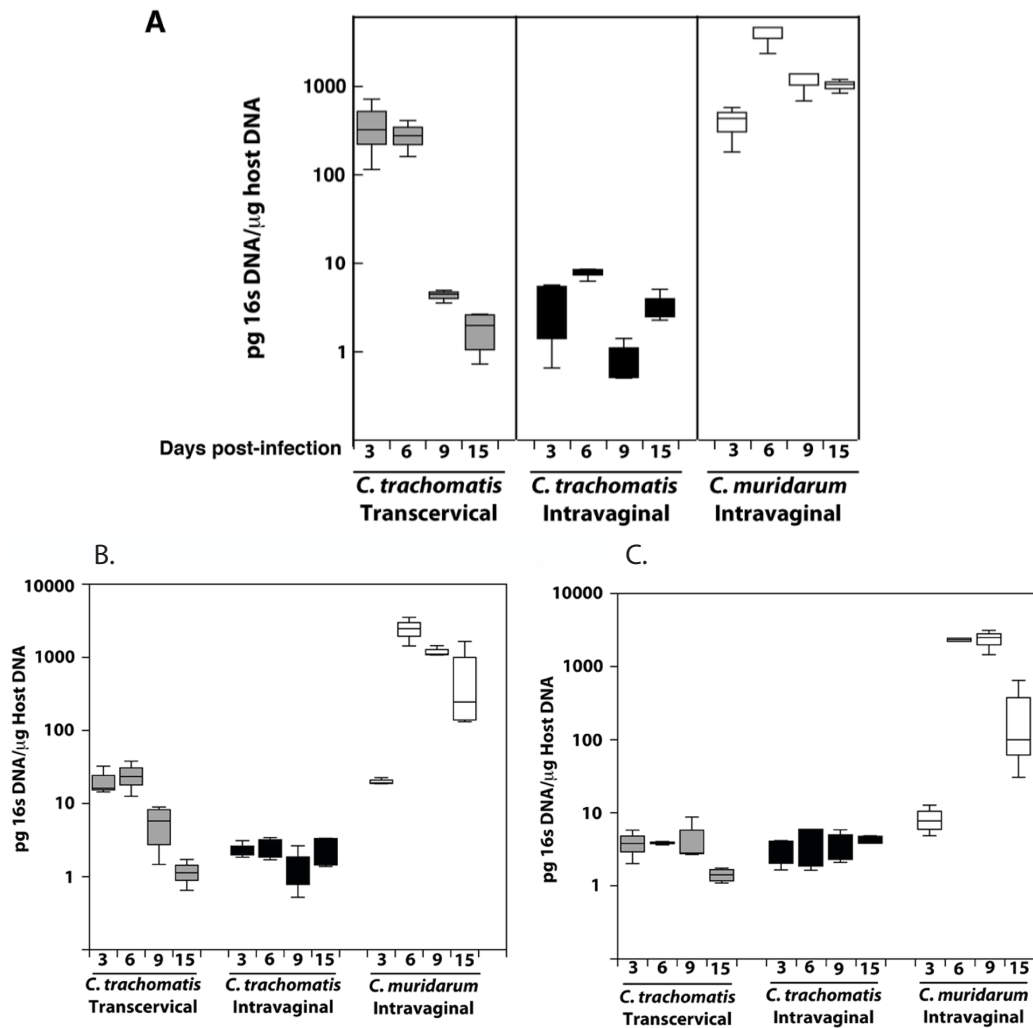 A
pg 16s DNA/µg host DNA
1000
100
10
1
Days post-infection
3 6 9 15 3 6 9 15 3 6 9 15
C. trachomatis C. trachomatis C. muridarum
Transcervical Intravaginal Intravaginal
B.
pg 16s DNA/µg Host DNA
10000
1000
100
10
1
3 6 9 15 3 6 9 15 3 6 9 15
C. trachomatis C. trachomatis C. muridarum
Transcervical Intravaginal Intravaginal
C.
pg 16s DNA/µg Host DNA
10000
1000
100
10
1
3 6 9 15 3 6 9 15 3 6 9 15
C. trachomatis C. trachomatis C. muridarum
Transcervical Intravaginal Intravaginal